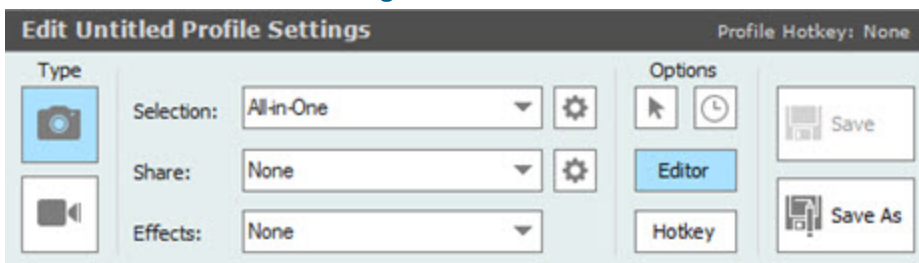 Edit Untitled Profile Settings Profile Hotkey: None
Type
Options
Selection: All-in-One
Save
Share: None
Editor
Save As
Effects: None
Hotkey